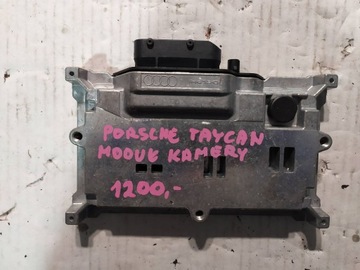 PORSCHE TAYCAN
MODUŁ KAMERY
1200,-